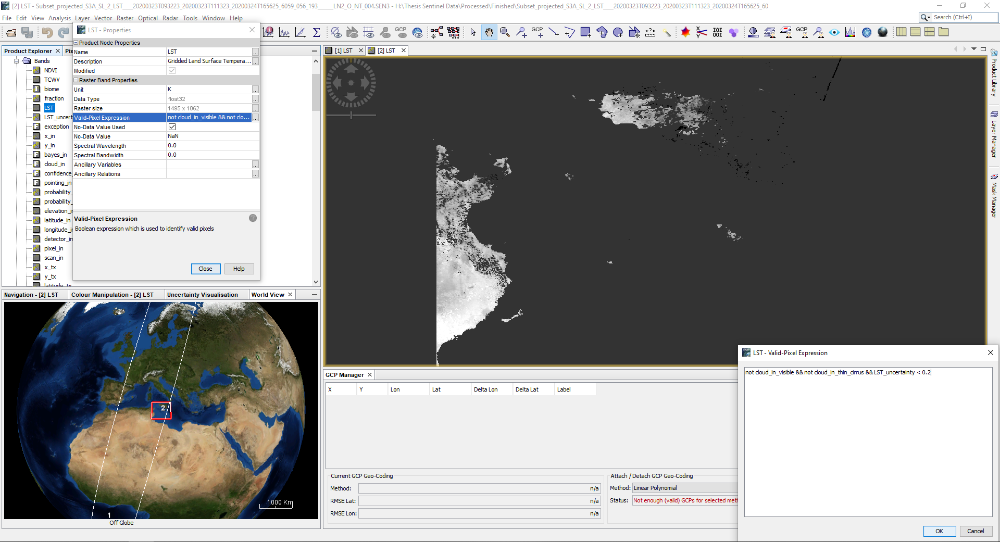 [2] LST - Subset_projected_S3A_SL_2_LST____20200323T093223_20200323T111323_20200324T165625_6059_056_193_____LN2_O_NT_004.SEN3 - H:\Thesis Sentinel Data\Processed\Finished\Subset_projected_S3A_SL_2_LST____20200323T093223_20200323T111323_20200324T165625_60
File Edit View Analysis Layer Vector Raster Optical Radar Tools Window Help
Search (Ctrl+I)
LST - Properties
Product Node Properties
Name LST
Description Gridded Land Surface Tempera...
Modified
Raster Band Properties
Unit K
Data Type float32
Raster size 1495 x 1062
Valid-Pixel Expression not cloud_in_visible && not clo...
No-Data Value Used
No-Data Value NaN
Spectral Wavelength 0.0
Spectral Bandwidth 0.0
Ancillary Variables
Ancillary Relations
Valid-Pixel Expression
Boolean expression which is used to identify valid pixels
Close Help
Product Explorer
Bands
NDVI
TCWV
biome
fraction
LST
LST_uncert
exception
x_in
y_in
bayes_in
cloud_in
confidence_
pointing_in
probability_
probability_
elevation_in
latitude_in
longitude_i
detector_in
pixel_in
scan_in
x_tx
y_tx
latitude_tx
[1] LST [2] LST
GCP
GCP
GCP
Product Library
Layer Manager
Mask Manager
Navigation - [2] LST Colour Manipulation - [2] LST Uncertainty Visualisation World View
2
1
1000 Km
Off Globe
GCP Manager
X Y Lon Lat Delta Lon Delta Lat Label
Current GCP Geo-Coding
Method: n/a
RMSE Lat: n/a
RMSE Lon: n/a
Attach / Detach GCP Geo-Coding
Method: Linear Polynomial
Status: Not enough (valid) GCPs for selected meth
LST - Valid-Pixel Expression
not cloud_in_visible && not cloud_in_thin_cirrus && LST_uncertainty < 0.2
OK Cancel